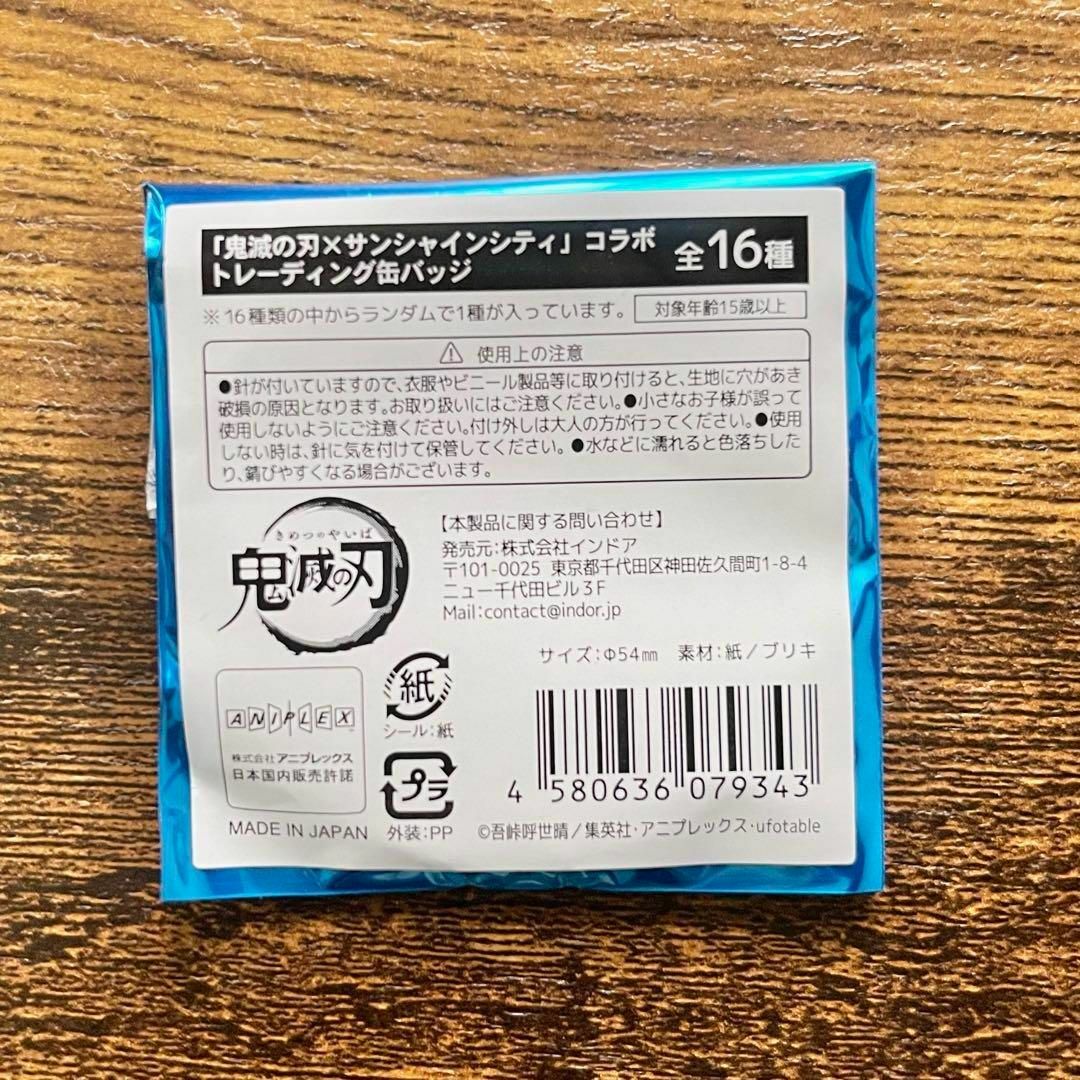 「鬼滅の刃×サンシャインシティ」コラボ
トレーディング缶バッジ
全16種
※16種類の中からランダムで1種が入っています。
対象年齢15歳以上
⚠ 使用上の注意
●針が付いていますので、衣服やビニール製品等に取り付けると、生地に穴があき
破損の原因となります。お取り扱いにはご注意ください。●小さなお子様が誤って
使用しないようにご注意ください。付け外しは大人の方が行ってください。●使用
しない時は、針に気を付けて保管してください。●水などに濡れると色落ちした
り、錆びやすくなる場合がございます。
きめつのやいば
鬼滅の刃
【本製品に関する問い合わせ】
発売元:株式会社インドア
〒101-0025 東京都千代田区神田佐久間町1-8-4
ニュー千代田ビル3F
Mail:contact@indor.jp
サイズ:Φ54㎜ 素材:紙/ブリキ
ANIPLEX
株式会社アニプレックス
日本国内販売許諾
紙
シール:紙
プラ
外装:PP
4 580636 079343
MADE IN JAPAN
©吾峠呼世晴/集英社・アニプレックス・ufotable